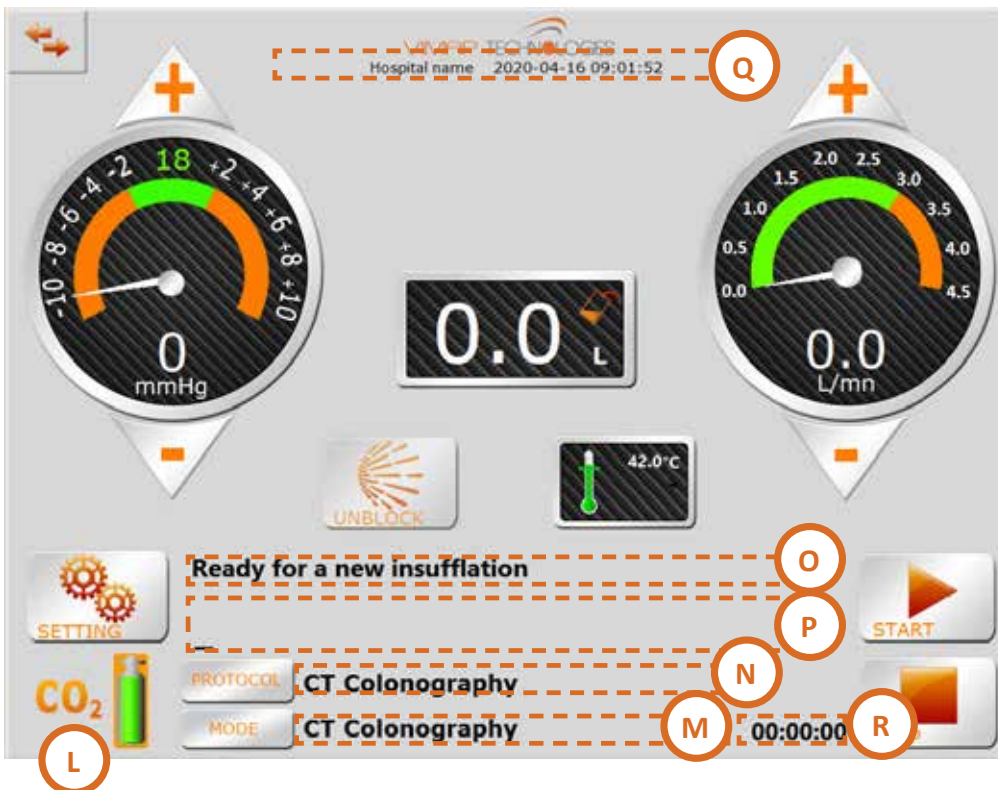 TECHNOLOGIES
Hospital name 2020-04-16 09:01:52
Q
+
+
-10 -8 -6 -4 -2 18 +2 +4 +6 +8 +10
0
mmHg
0.0 0.5 1.0 1.5 2.0 2.5 3.0 3.5 4.0 4.5
0.0
L/mn
0.0 L
-
-
UNBLOCK
42.0°C
Ready for a new insufflation
O
SETTING
P
START
PROTOCOL
CT Colonography
N
CO2
MODE
CT Colonography
M
00:00:00
R
L